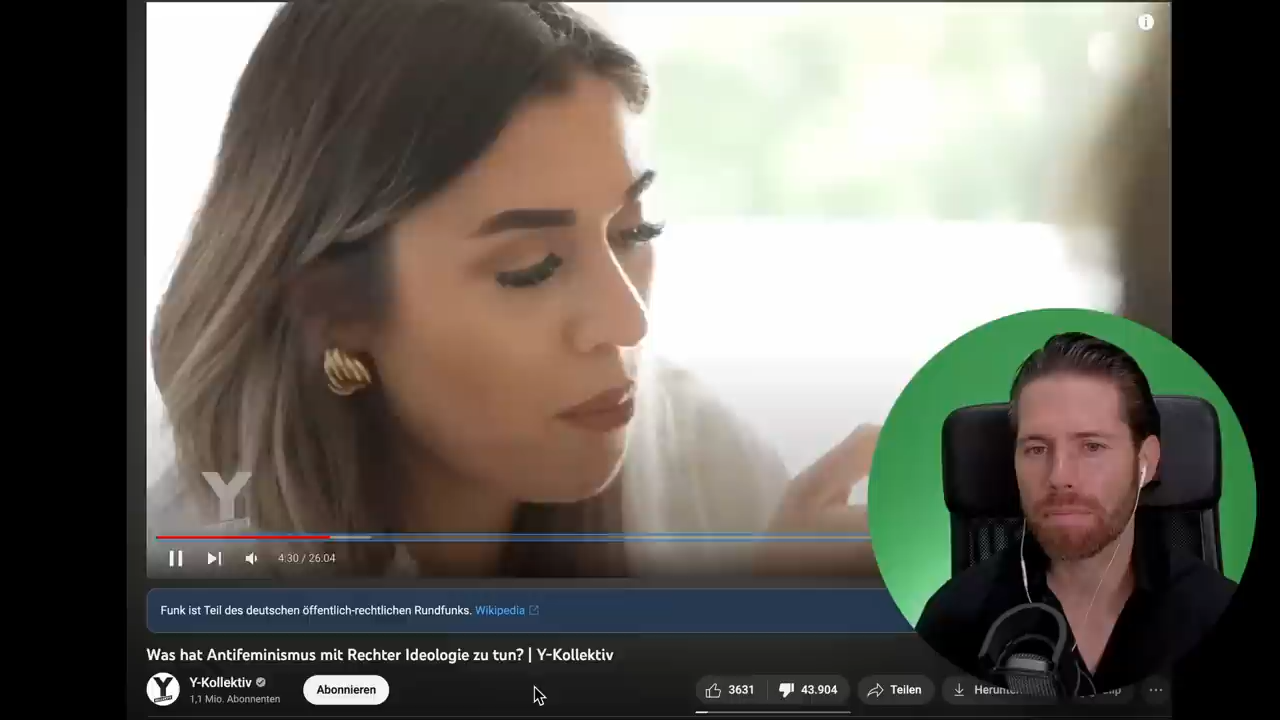 Y
4:30 / 26:04
Funk ist Teil des deutschen öffentlich-rechtlichen Rundfunks. Wikipedia
Was hat Antifeminismus mit Rechter Ideologie zu tun? | Y-Kollektiv
Y-Kollektiv
1,1 Mio. Abonnenten
Abonnieren
3631
43.904
Teilen